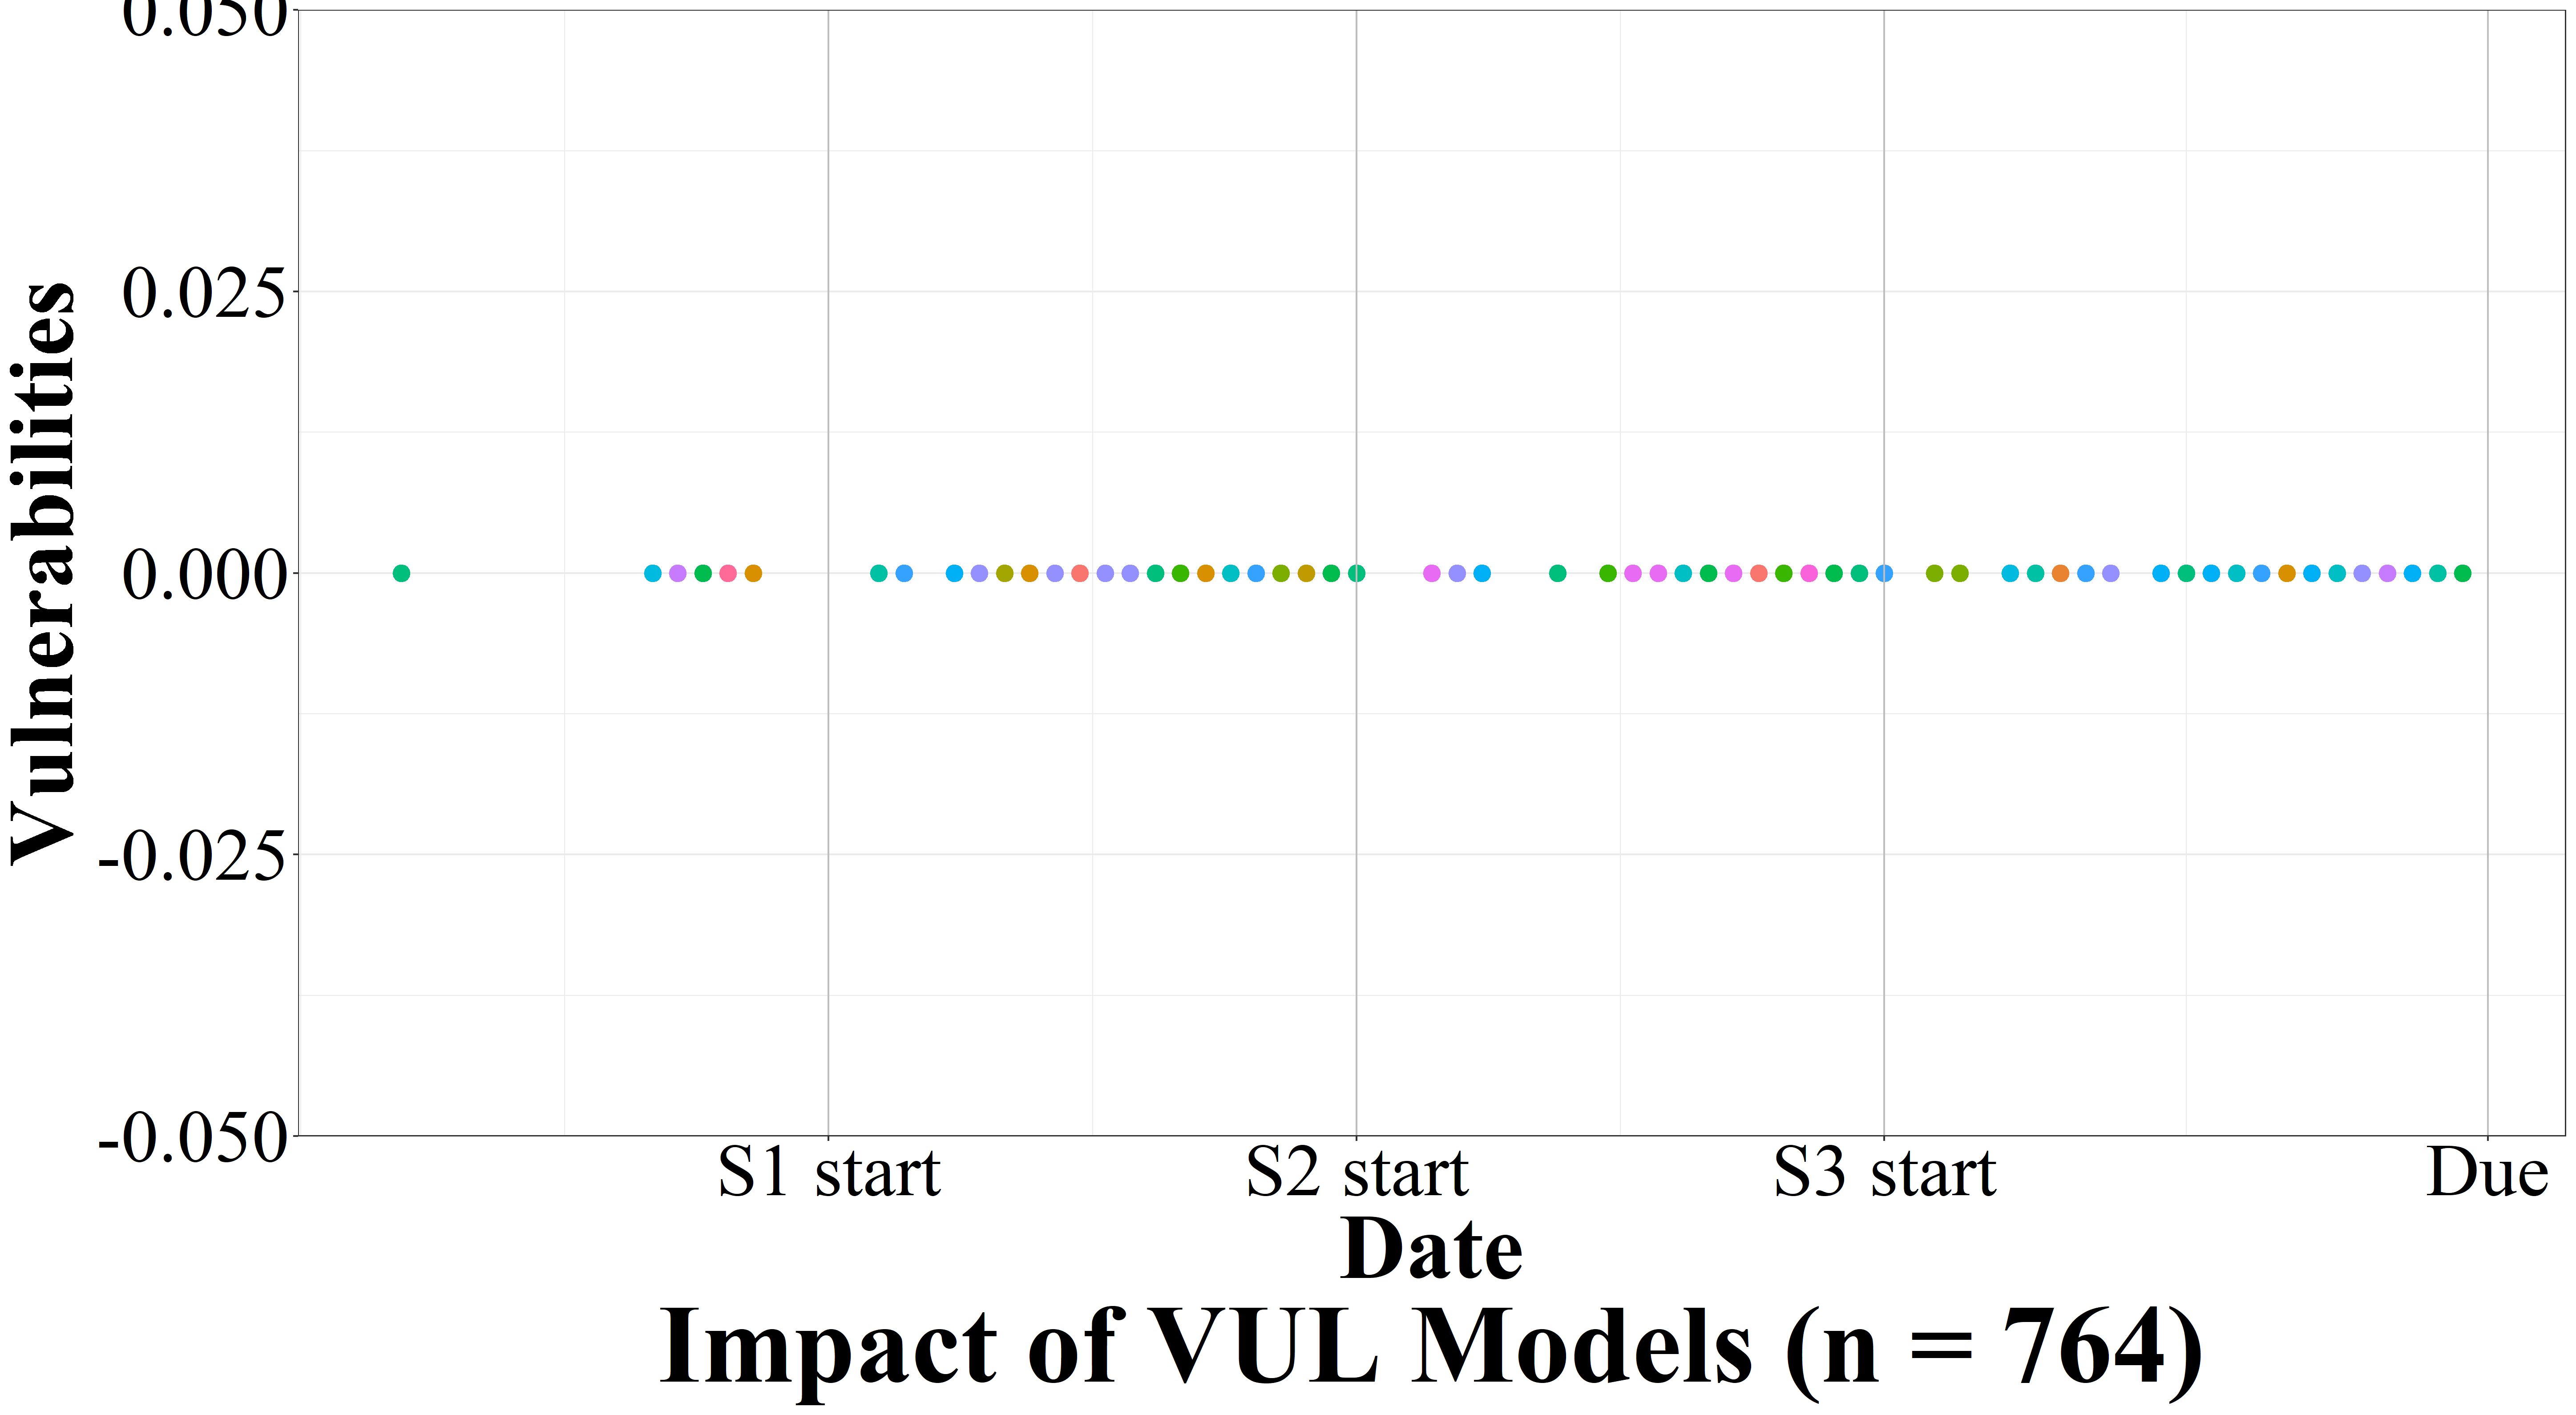 0.050
0.025
0.000
-0.025
-0.050
Vulnerabilities
S1 start
S2 start
S3 start
Due
Date
Impact of VUL Models (n = 764)